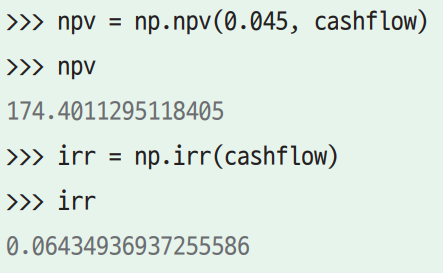 >>> npv = np.npv(0.045, cashflow)
>>> npv
174.4011295118405
>>> irr = np.irr(cashflow)
>>> irr
0.06434936937255586